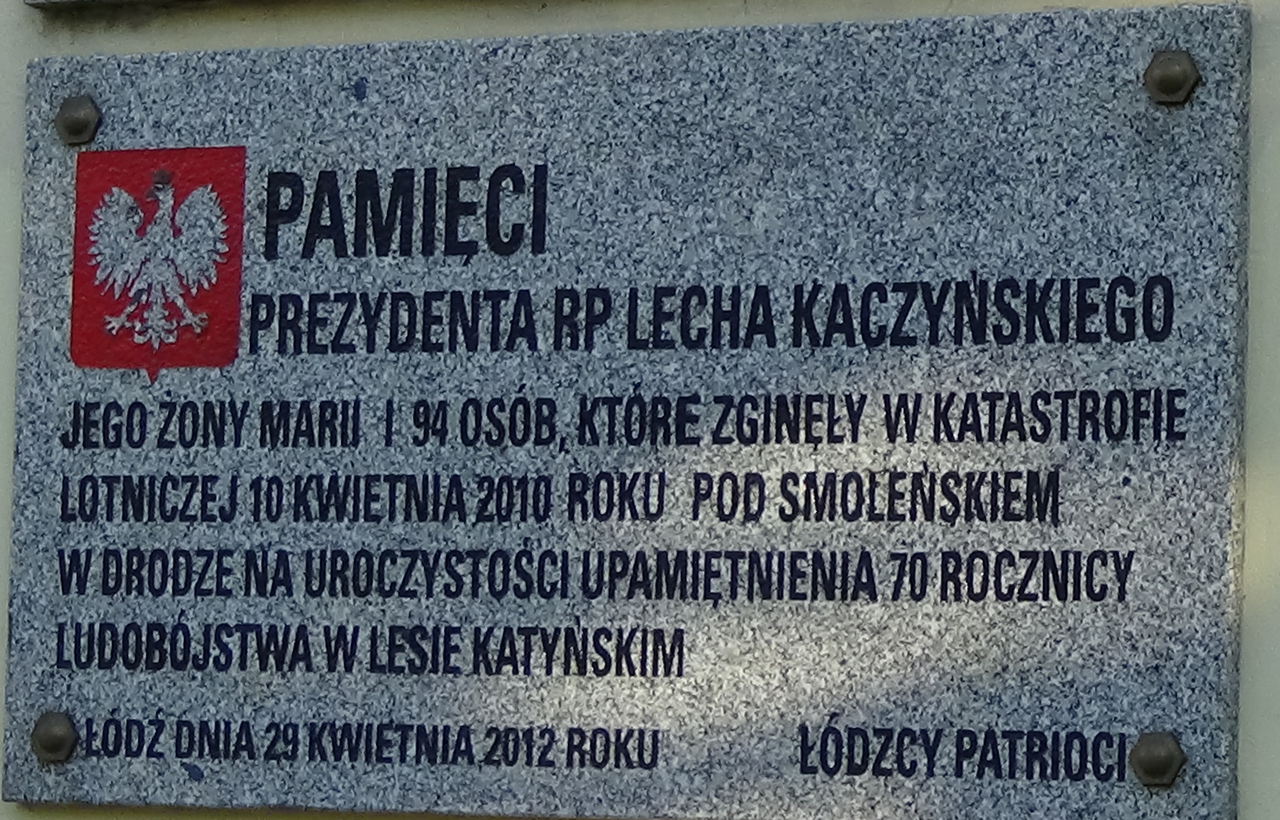 PAMIĘCI
PREZYDENTA RP LECHA KACZYŃSKIEGO
JEGO ŻONY MARII I 94 OSÓB, KTÓRE ZGINĘŁY W KATASTROFIE
LOTNICZEJ 10 KWIETNIA 2010 ROKU POD SMOLEŃSKIEM
W DRODZE NA UROCZYSTOŚCI UPAMIĘTNIENIA 70 ROCZNICY
LUDOBÓJSTWA W LESIE KATYŃSKIM
ŁÓDŹ DNIA 29 KWIETNIA 2012 ROKU ŁÓDZCY PATRIOCI